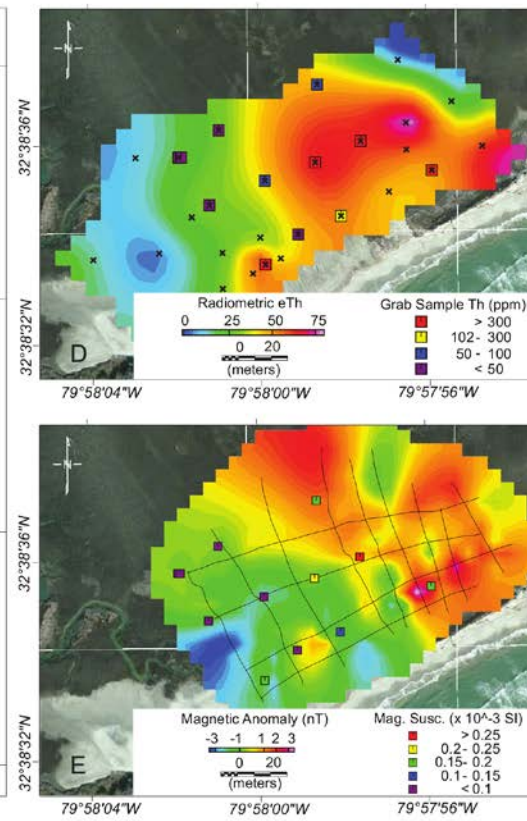 N
32°38'36"N
32°38'32"N
D
Radiometric eTh
0 25 50 75
0 20
(meters)
Grab Sample Th (ppm)
> 300
102- 300
50 - 100
< 50
79°58'04"W
79°58'00"W
79°57'56"W
N
32°38'36"N
32°38'32"N
E
Magnetic Anomaly (nT)
-3 -1 1 2 3
0 20
(meters)
Mag. Susc. (x 10^-3 SI)
> 0.25
0.2 - 0.25
0.15- 0.2
0.1 - 0.15
< 0.1
79°58'04"W
79°58'00"W
79°57'56"W